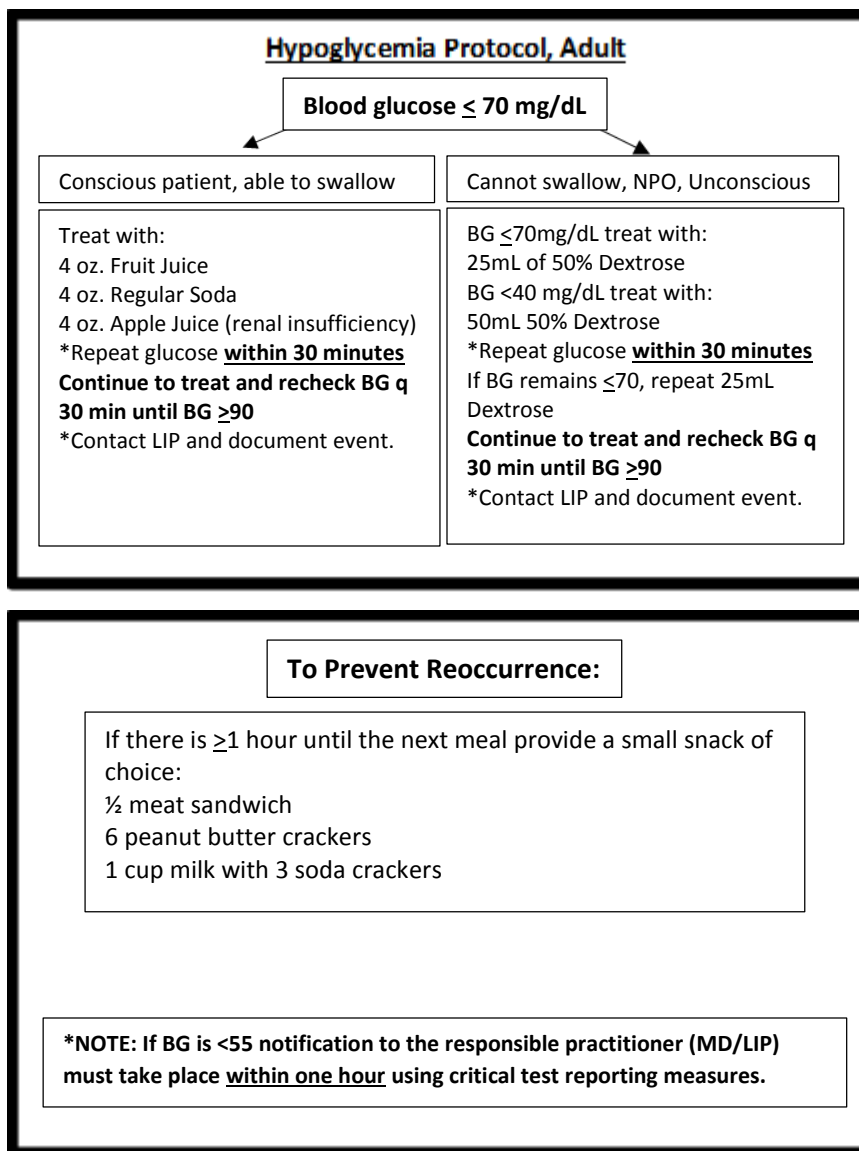 Hypoglycemia Protocol, Adult
Blood glucose < 70 mg/dL
Conscious patient, able to swallow
Treat with:
4 oz. Fruit Juice
4 oz. Regular Soda
4 oz. Apple Juice (renal insufficiency)
*Repeat glucose within 30 minutes
Continue to treat and recheck BG q
30 min until BG >90
*Contact LIP and document event.
Cannot swallow, NPO, Unconscious
BG <70mg/dL treat with:
25mL of 50% Dextrose
BG <40 mg/dL treat with:
50mL 50% Dextrose
*Repeat glucose within 30 minutes
If BG remains <70, repeat 25mL
Dextrose
Continue to treat and recheck BG q
30 min until BG >90
*Contact LIP and document event.
To Prevent Reoccurrence:
If there is >1 hour until the next meal provide a small snack of
choice:
½ meat sandwich
6 peanut butter crackers
1 cup milk with 3 soda crackers
*NOTE: If BG is <55 notification to the responsible practitioner (MD/LIP)
must take place within one hour using critical test reporting measures.